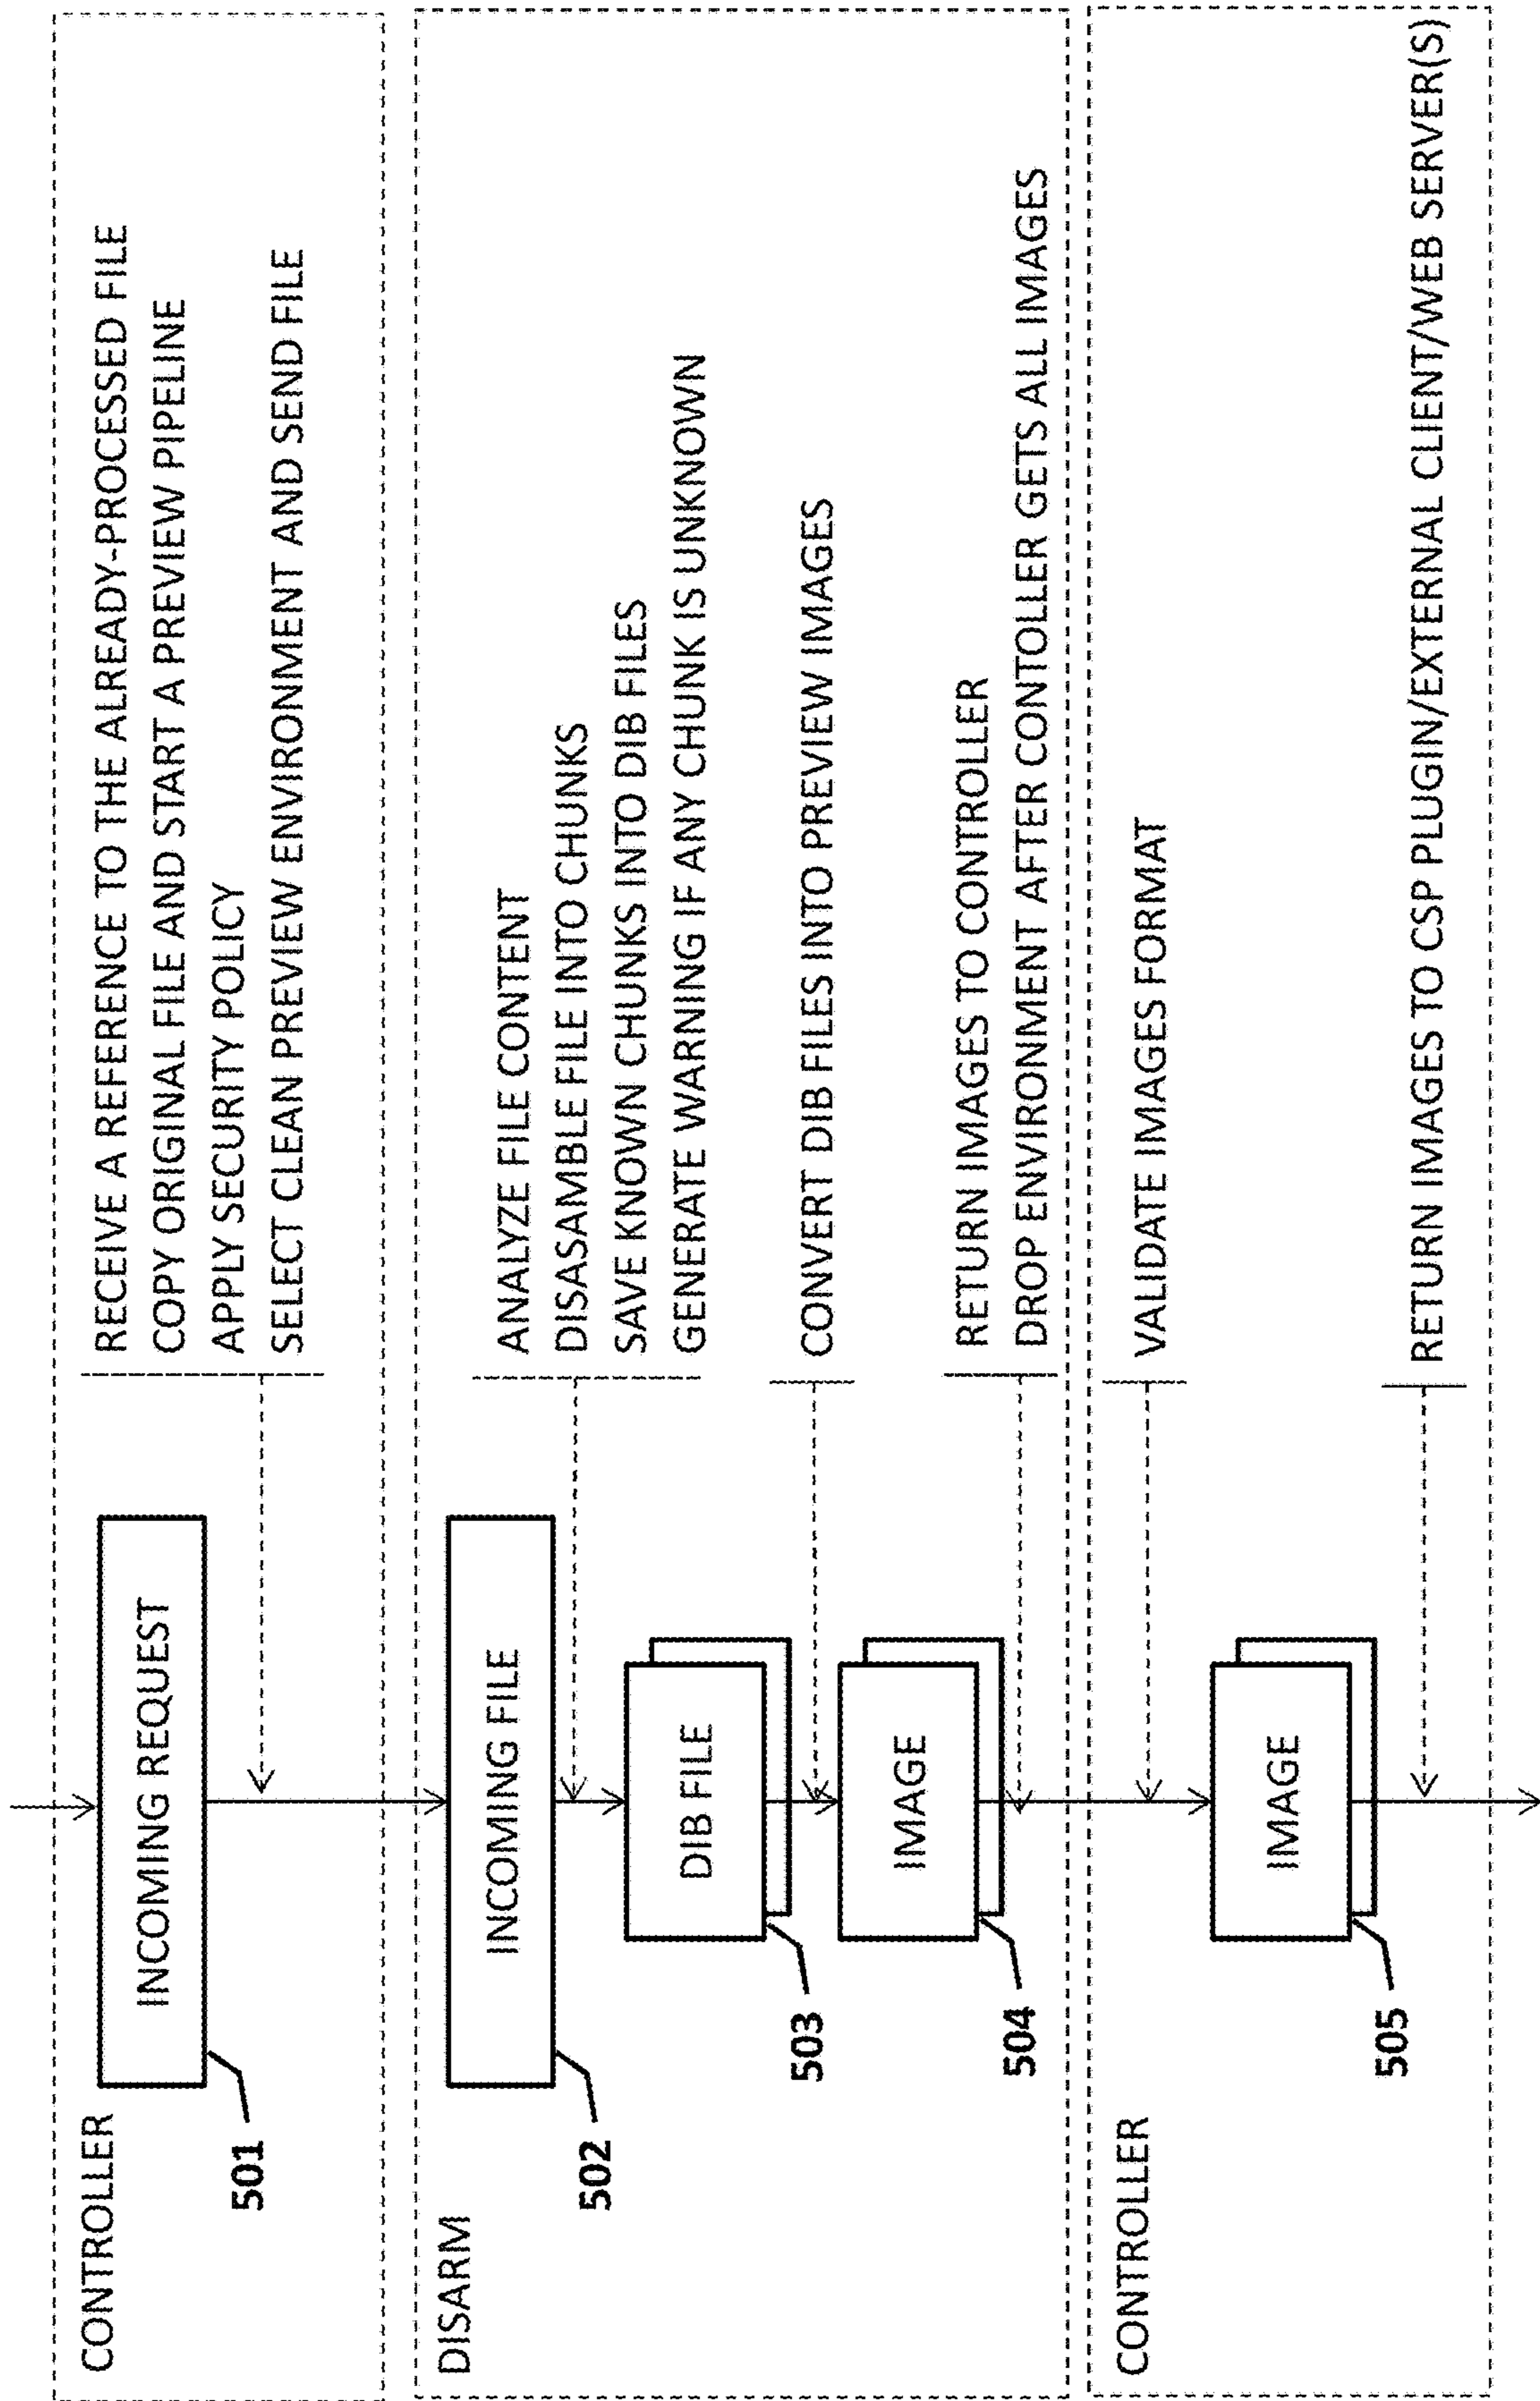 CONTROLLER
INCOMING REQUEST
501
RECEIVE A REFERENCE TO THE ALREADY-PROCESSED FILE
COPY ORIGINAL FILE AND START A PREVIEW PIPELINE
APPLY SECURITY POLICY
SELECT CLEAN PREVIEW ENVIRONMENT AND SEND FILE
DISARM
INCOMING FILE
502
ANALYZE FILE CONTENT
DISASAMBLE FILE INTO CHUNKS
SAVE KNOWN CHUNKS INTO DIB FILES
GENERATE WARNING IF ANY CHUNK IS UNKNOWN
DIB FILE
503
CONVERT DIB FILES INTO PREVIEW IMAGES
IMAGE
504
RETURN IMAGES TO CONTROLLER
DROP ENVIRONMENT AFTER CONTOLLER GETS ALL IMAGES
CONTROLLER
VALIDATE IMAGES FORMAT
IMAGE
505
RETURN IMAGES TO CSP PLUGIN/EXTERNAL CLIENT/WEB SERVER(S)